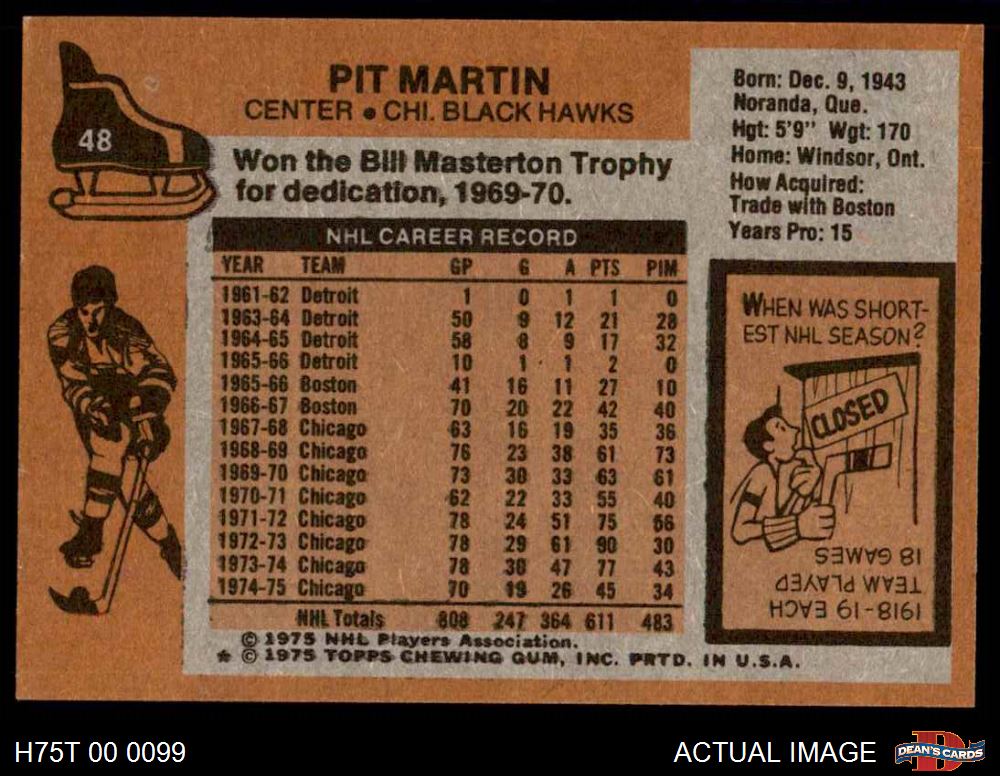 48
PIT MARTIN
CENTER • CHI. BLACK HAWKS
Won the Bill Masterton Trophy
for dedication, 1969-70.
Born: Dec. 9, 1943
Noranda, Que.
Hgt: 5'9" Wgt: 170
Home: Windsor, Ont.
How Acquired:
Trade with Boston
Years Pro: 15
NHL CAREER RECORD
YEAR TEAM GP G A PTS PIM
1961-62 Detroit 1 0 1 1 0
1963-64 Detroit 50 9 12 21 28
1964-65 Detroit 58 8 9 17 32
1965-66 Detroit 10 1 1 2 0
1965-66 Boston 41 16 11 27 10
1966-67 Boston 70 20 22 42 40
1967-68 Chicago 63 16 19 35 36
1968-69 Chicago 76 23 38 61 73
1969-70 Chicago 73 30 33 63 61
1970-71 Chicago 62 22 33 55 40
1971-72 Chicago 78 24 51 75 56
1972-73 Chicago 78 29 61 90 30
1973-74 Chicago 78 30 47 77 43
1974-75 Chicago 70 19 26 45 34
NHL Totals 808 247 364 611 483
© 1975 NHL Players Association.
* © 1975 TOPPS CHEWING GUM, INC. PRTD. IN U.S.A.
WHEN WAS SHORT-
EST NHL SEASON?
CLOSED
1918-19 EACH
TEAM PLAYED
18 GAMES
H75T 00 0099
ACTUAL IMAGE
D
DEAN'S CARDS